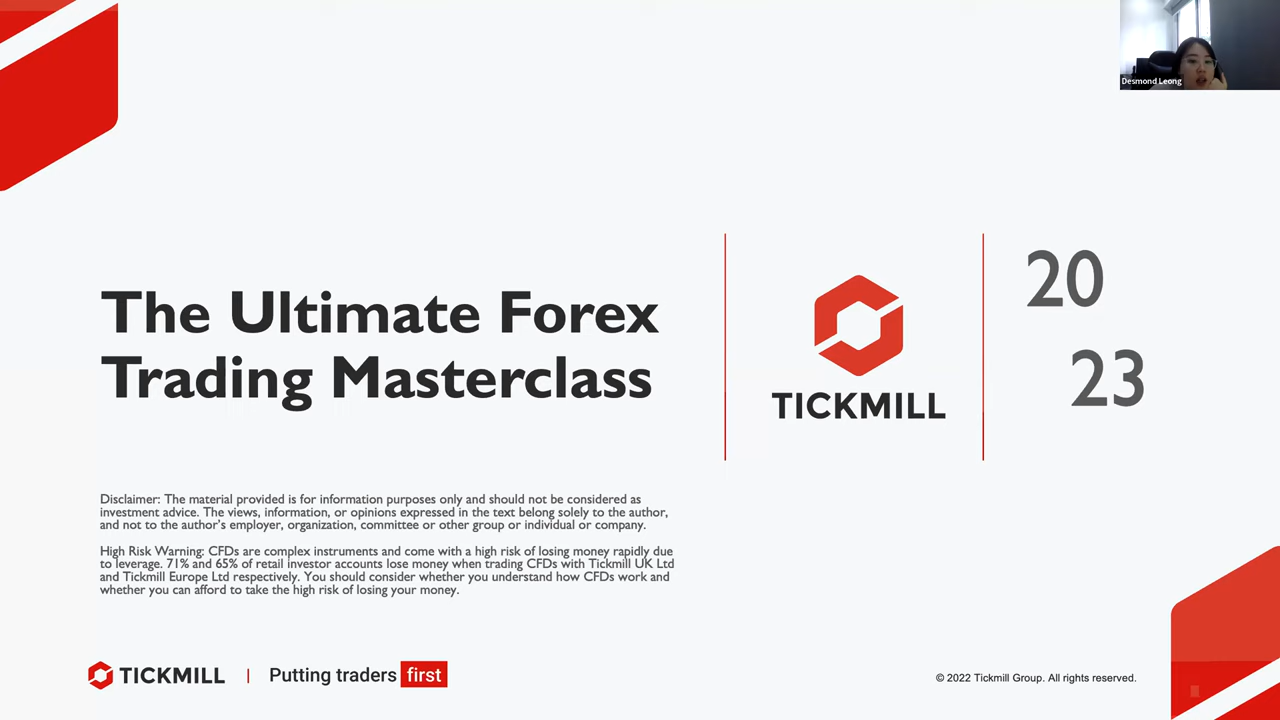 Desmond Leong
The Ultimate Forex
Trading Masterclass
TICKMILL
20
23
Disclaimer: The material provided is for information purposes only and should not be considered as
investment advice. The views, information, or opinions expressed in the text belong solely to the author,
and not to the author’s employer, organization, committee or other group or individual or company.
High Risk Warning: CFDs are complex instruments and come with a high risk of losing money rapidly due
to leverage. 71% and 65% of retail investor accounts lose money when trading CFDs with Tickmill UK Ltd
and Tickmill Europe Ltd respectively. You should consider whether you understand how CFDs work and
whether you can afford to take the high risk of losing your money.
TICKMILL | Putting traders first
© 2022 Tickmill Group. All rights reserved.